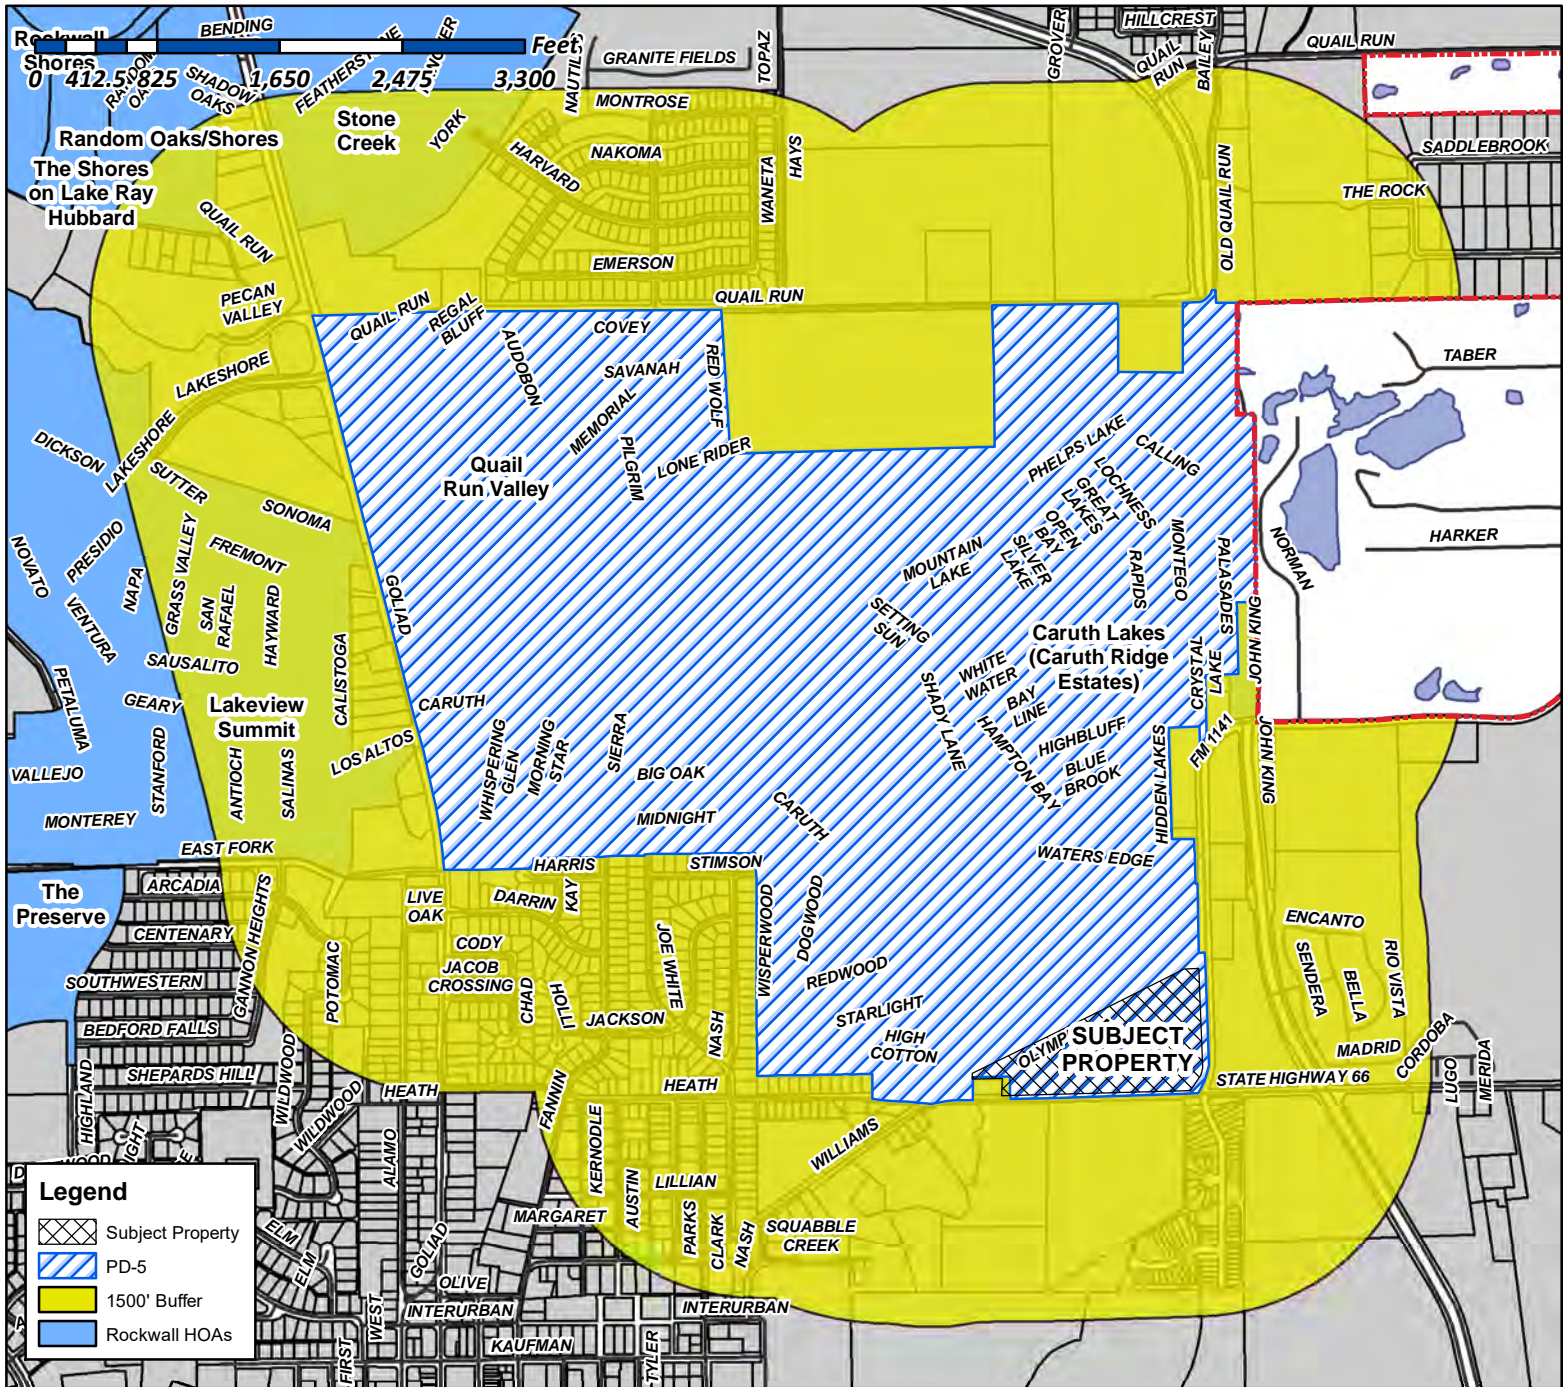 BENDING
HILLCREST
Rockwall
Shores
Feet
0 412.5 825 1,650 2,475 3,300
SHADOW
OAKS
FEATHERSTONE
NAUTILUS
GRANITE FIELDS
TOPAZ
GROVER
QUAIL
RUN
BAILEY
QUAIL RUN
MONTROSE
Stone
Creek
YORK
Random Oaks/Shores
HARVARD
NAKOMA
HAYS
WANETA
OLD QUAIL RUN
SADDLEBROOK
The Shores
on Lake Ray
Hubbard
THE ROCK
QUAIL RUN
EMERSON
PECAN
VALLEY
QUAIL RUN
QUAIL RUN
REGAL
BLUFF
COVEY
AUDOBON
SAVANAH
RED WOLF
TABER
LAKESHORE
LAKESHORE
MEMORIAL
PILGRIM
LONE RIDER
PHELPS LAKE
CALLING
DICKSON
SUTTER
Quail
Run Valley
SONOMA
LOCHNESS
GREAT
LAKES
OPEN
BAY
SILVER
LAKE
MOUNTAIN
LAKE
RAPIDS
MONTEGO
PALASADES
NORMAN
HARKER
NOVATO
PRESIDIO
NAPA
GRASS VALLEY
FREMONT
SAN
RAFAEL
HAYWARD
GOLIAD
VENTURA
SETTING
SUN
JOHN KING
SAUSALITO
CALISTOGA
Caruth Lakes
(Caruth Ridge
Estates)
CRYSTAL
LAKE
WHITE
WATER
BAY
LINE
SHADY LANE
PETALUMA
GEARY
Lakeview
Summit
CARUTH
LOS ALTOS
HAMPTON BAY
HIGHBLUFF
BLUE
BROOK
HIDDEN LAKES
FM 1141
JOHN KING
VALLEJO
STANFORD
ANTIOCH
SALINAS
WHISPERING
GLEN
MORNING
STAR
SIERRA
BIG OAK
MIDNIGHT
CARUTH
MONTEREY
EAST FORK
WATERS EDGE
HARRIS
STIMSON
The
Preserve
ARCADIA
LIVE
OAK
DARRIN
KAY
CENTENARY
GANNON HEIGHTS
CODY
JOE WHITE
WISPERWOOD
DOGWOOD
ENCANTO
SOUTHWESTERN
POTOMAC
JACOB
CROSSING
CHAD
HOLLI
REDWOOD
SENDERA
BELLA
RIO VISTA
BEDFORD FALLS
JACKSON
NASH
STARLIGHT
HIGH
COTTON
SUBJECT
PROPERTY
MADRID
CORDOBA
SHEPARDS HILL
WILDWOOD
HEATH
HEATH
STATE HIGHWAY 66
LUGO
MERIDA
HIGHLAND
WILDWOOD
FANNIN
ALAMO
KERNODLE
WILLIAMS
AUSTIN
LILLIAN
MARGARET
PARKS
CLARK
NASH
SQUABBLE
CREEK
ELM
ELM
GOLIAD
OLIVE
INTERURBAN
INTERURBAN
WEST
FIRST
KAUFMAN
TYLER
Legend
Subject Property
PD-5
1500' Buffer
Rockwall HOAs